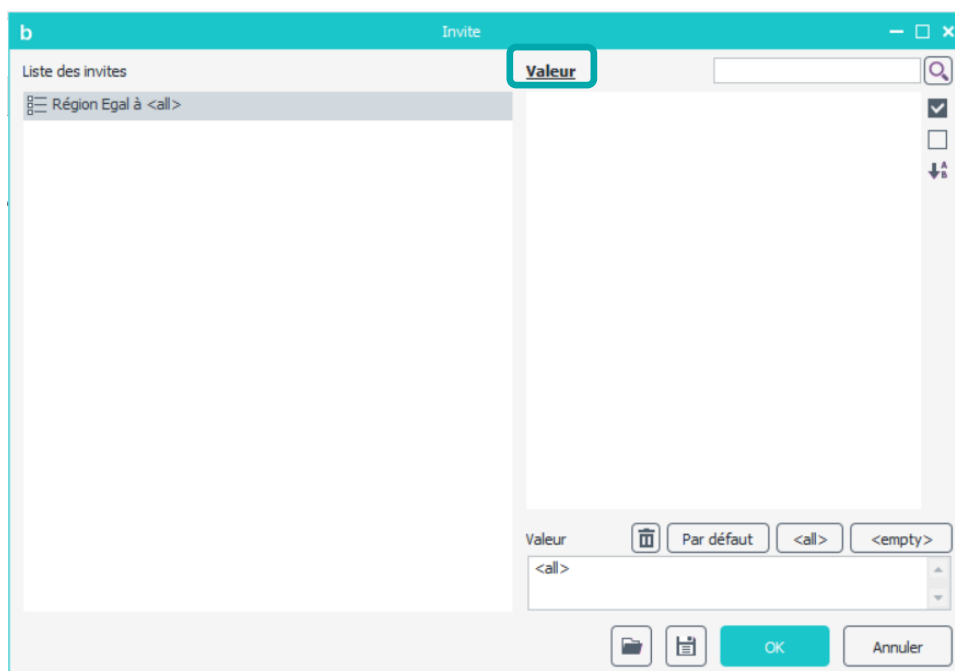 b
Invite
Liste des invites
Valeur
Région Egal à <all>
A
B
Valeur
Par défaut
<all>
<empty>
<all>
OK
Annuler